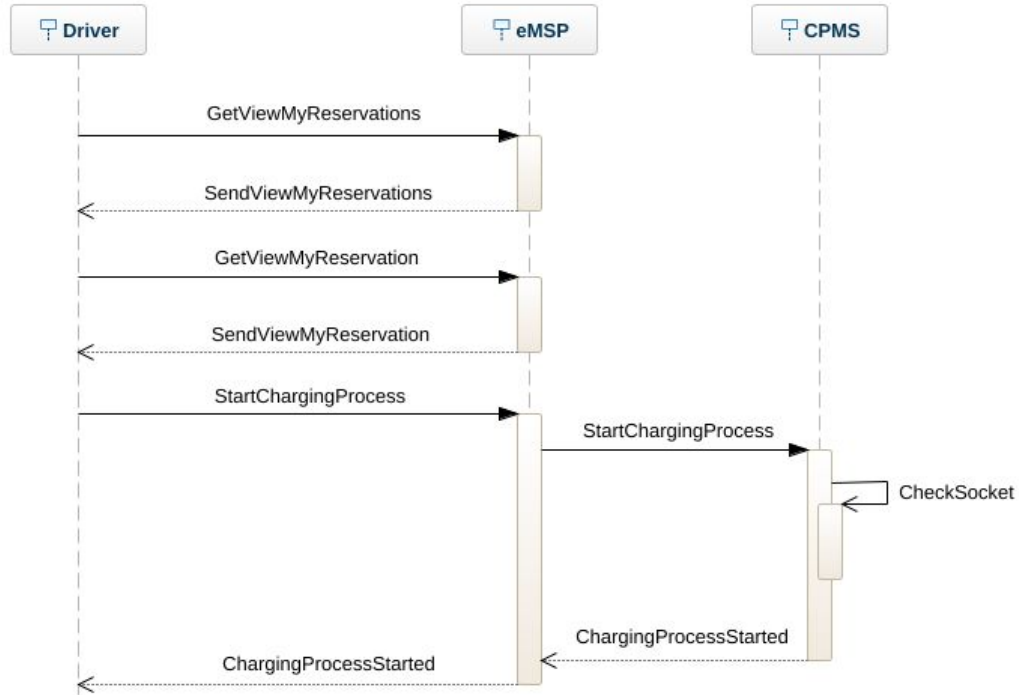 Driver
eMSP
CPMS
GetViewMyReservations
SendViewMyReservations
GetViewMyReservation
SendViewMyReservation
StartChargingProcess
StartChargingProcess
CheckSocket
ChargingProcessStarted
ChargingProcessStarted